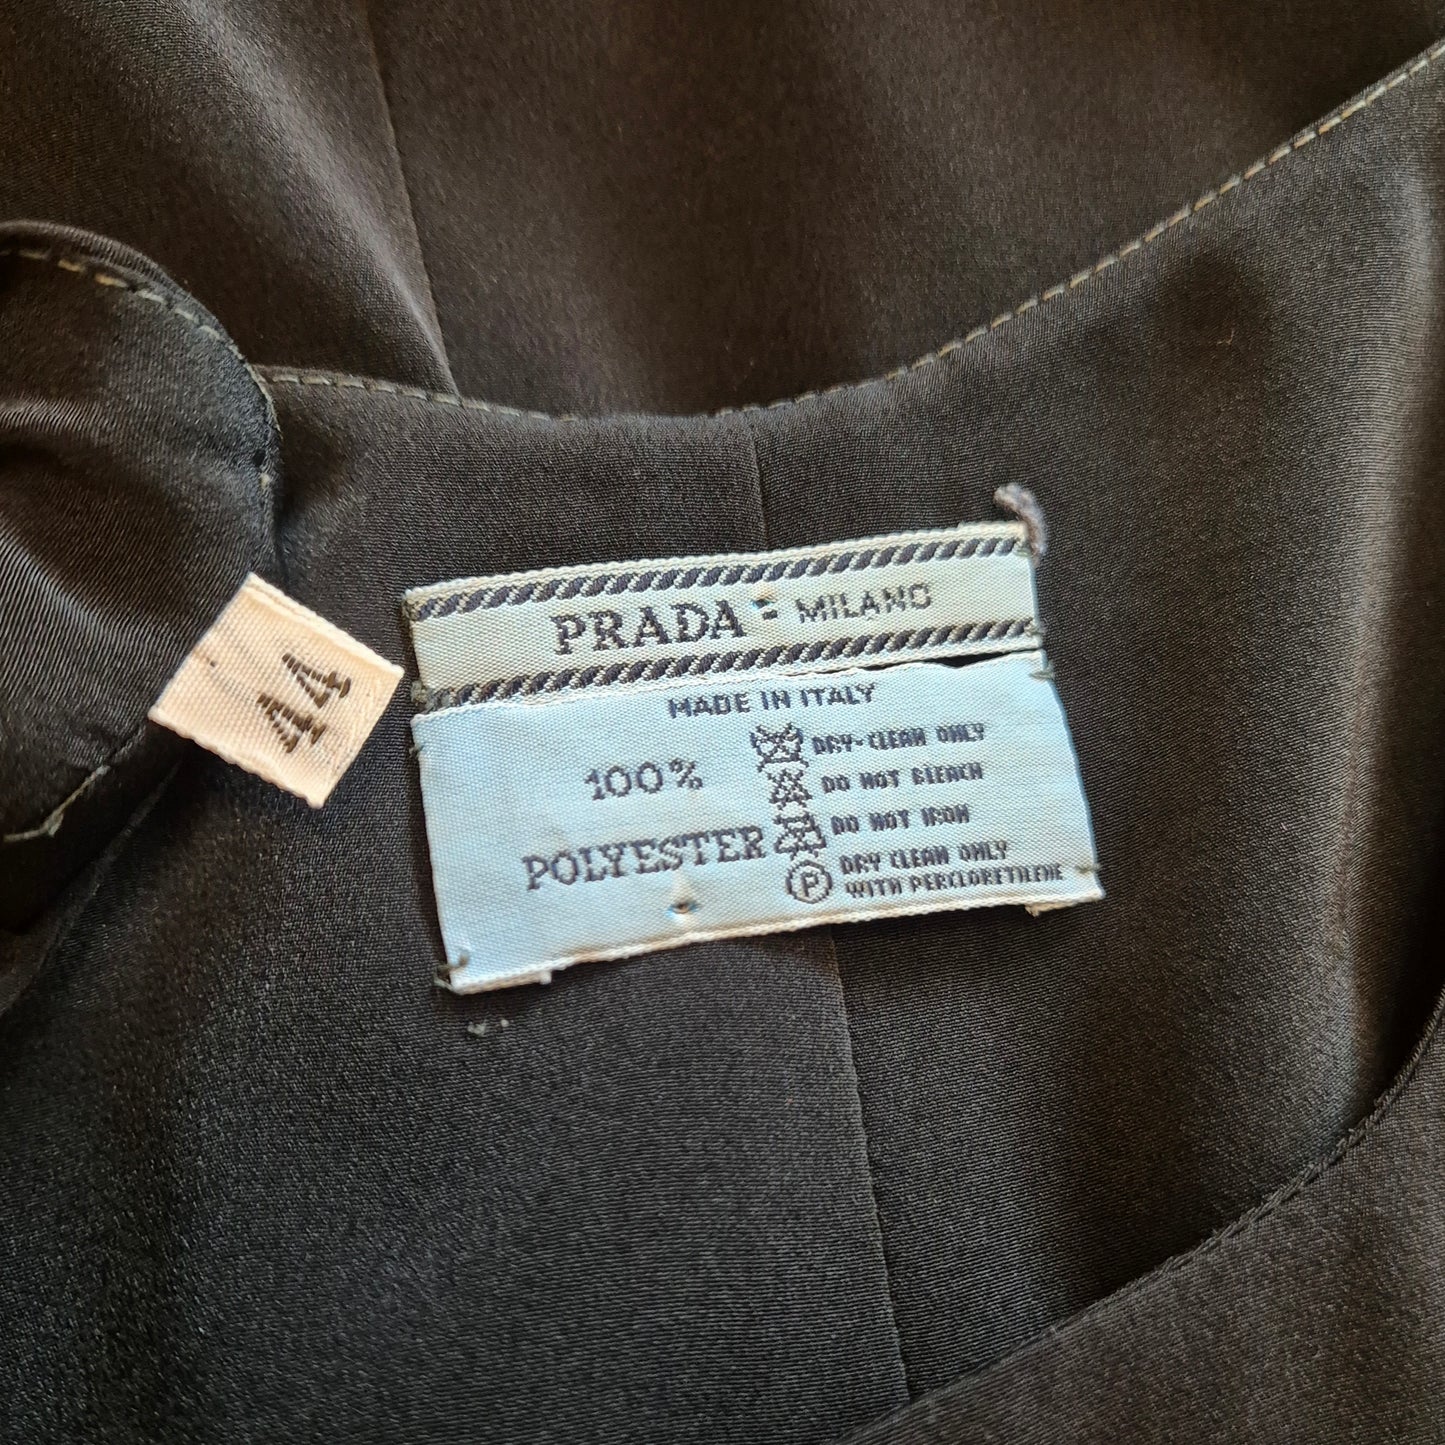 PRADA MILANO
MADE IN ITALY
100%
POLYESTER
DRY-CLEAN ONLY
DO NOT BLEACH
DO NOT IRON
P
DRY CLEAN ONLY
WITH PERCLORETHILENE
44